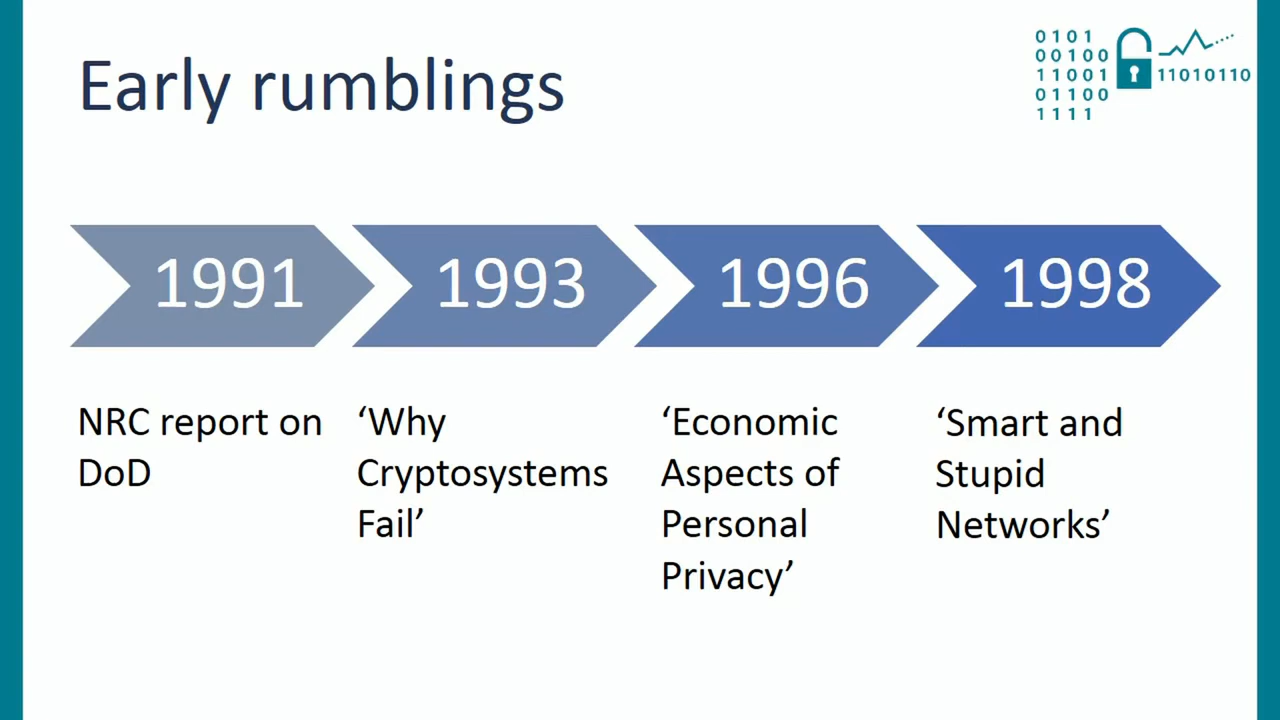 Early rumblings
0101
00100
11001
01100
1111
11010110
1991
1993
1996
1998
NRC report on
DoD
‘Why
Cryptosystems
Fail’
‘Economic
Aspects of
Personal
Privacy’
‘Smart and
Stupid
Networks’